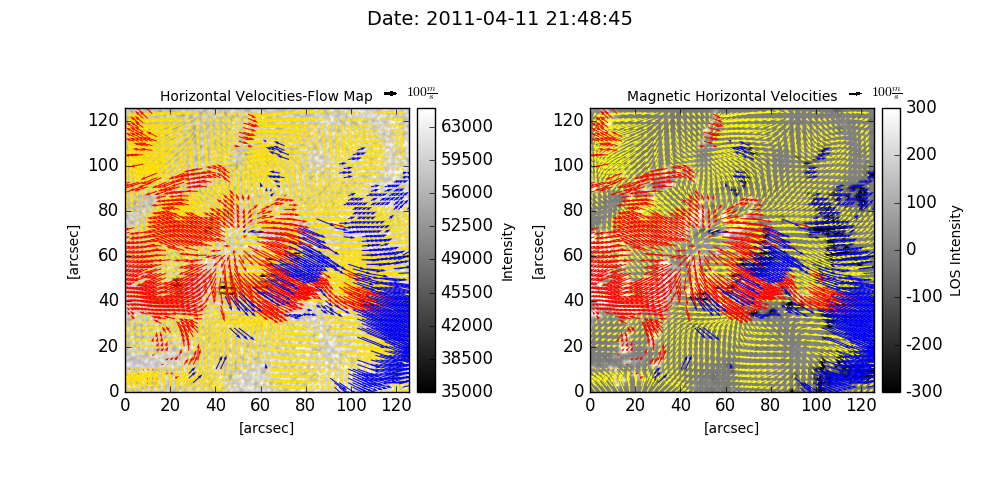 Date: 2011-04-11 21:48:45
Horizontal Velocities-Flow Map
100 m/s
Magnetic Horizontal Velocities
100 m/s
120
100
80
60
40
20
0
0 20 40 60 80 100 120
[arcsec]
[arcsec]
63000
59500
56000
52500
49000
45500
42000
38500
35000
Intensity
120
100
80
60
40
20
0
0 20 40 60 80 100 120
[arcsec]
[arcsec]
300
200
100
0
-100
-200
-300
LOS Intensity